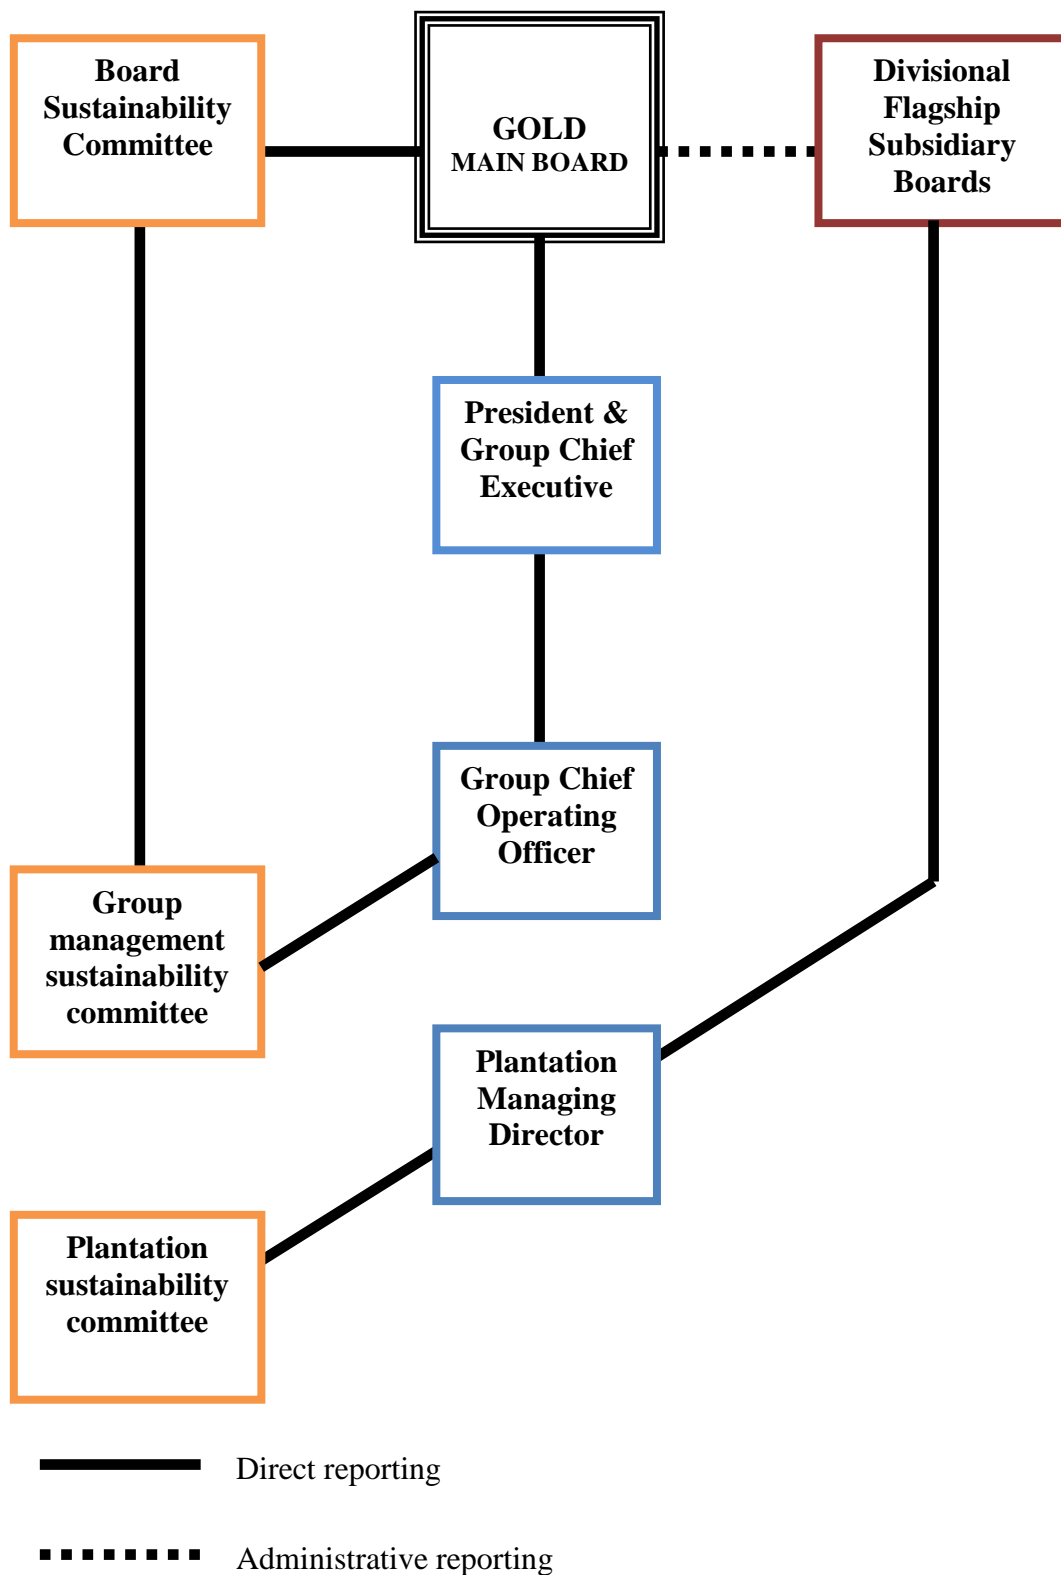 Board
Sustainability
Committee
GOLD
MAIN BOARD
Divisional
Flagship
Subsidiary
Boards
President &
Group Chief
Executive
Group Chief
Operating
Officer
Group
management
sustainability
committee
Plantation
Managing
Director
Plantation
sustainability
committee
Direct reporting
Administrative reporting